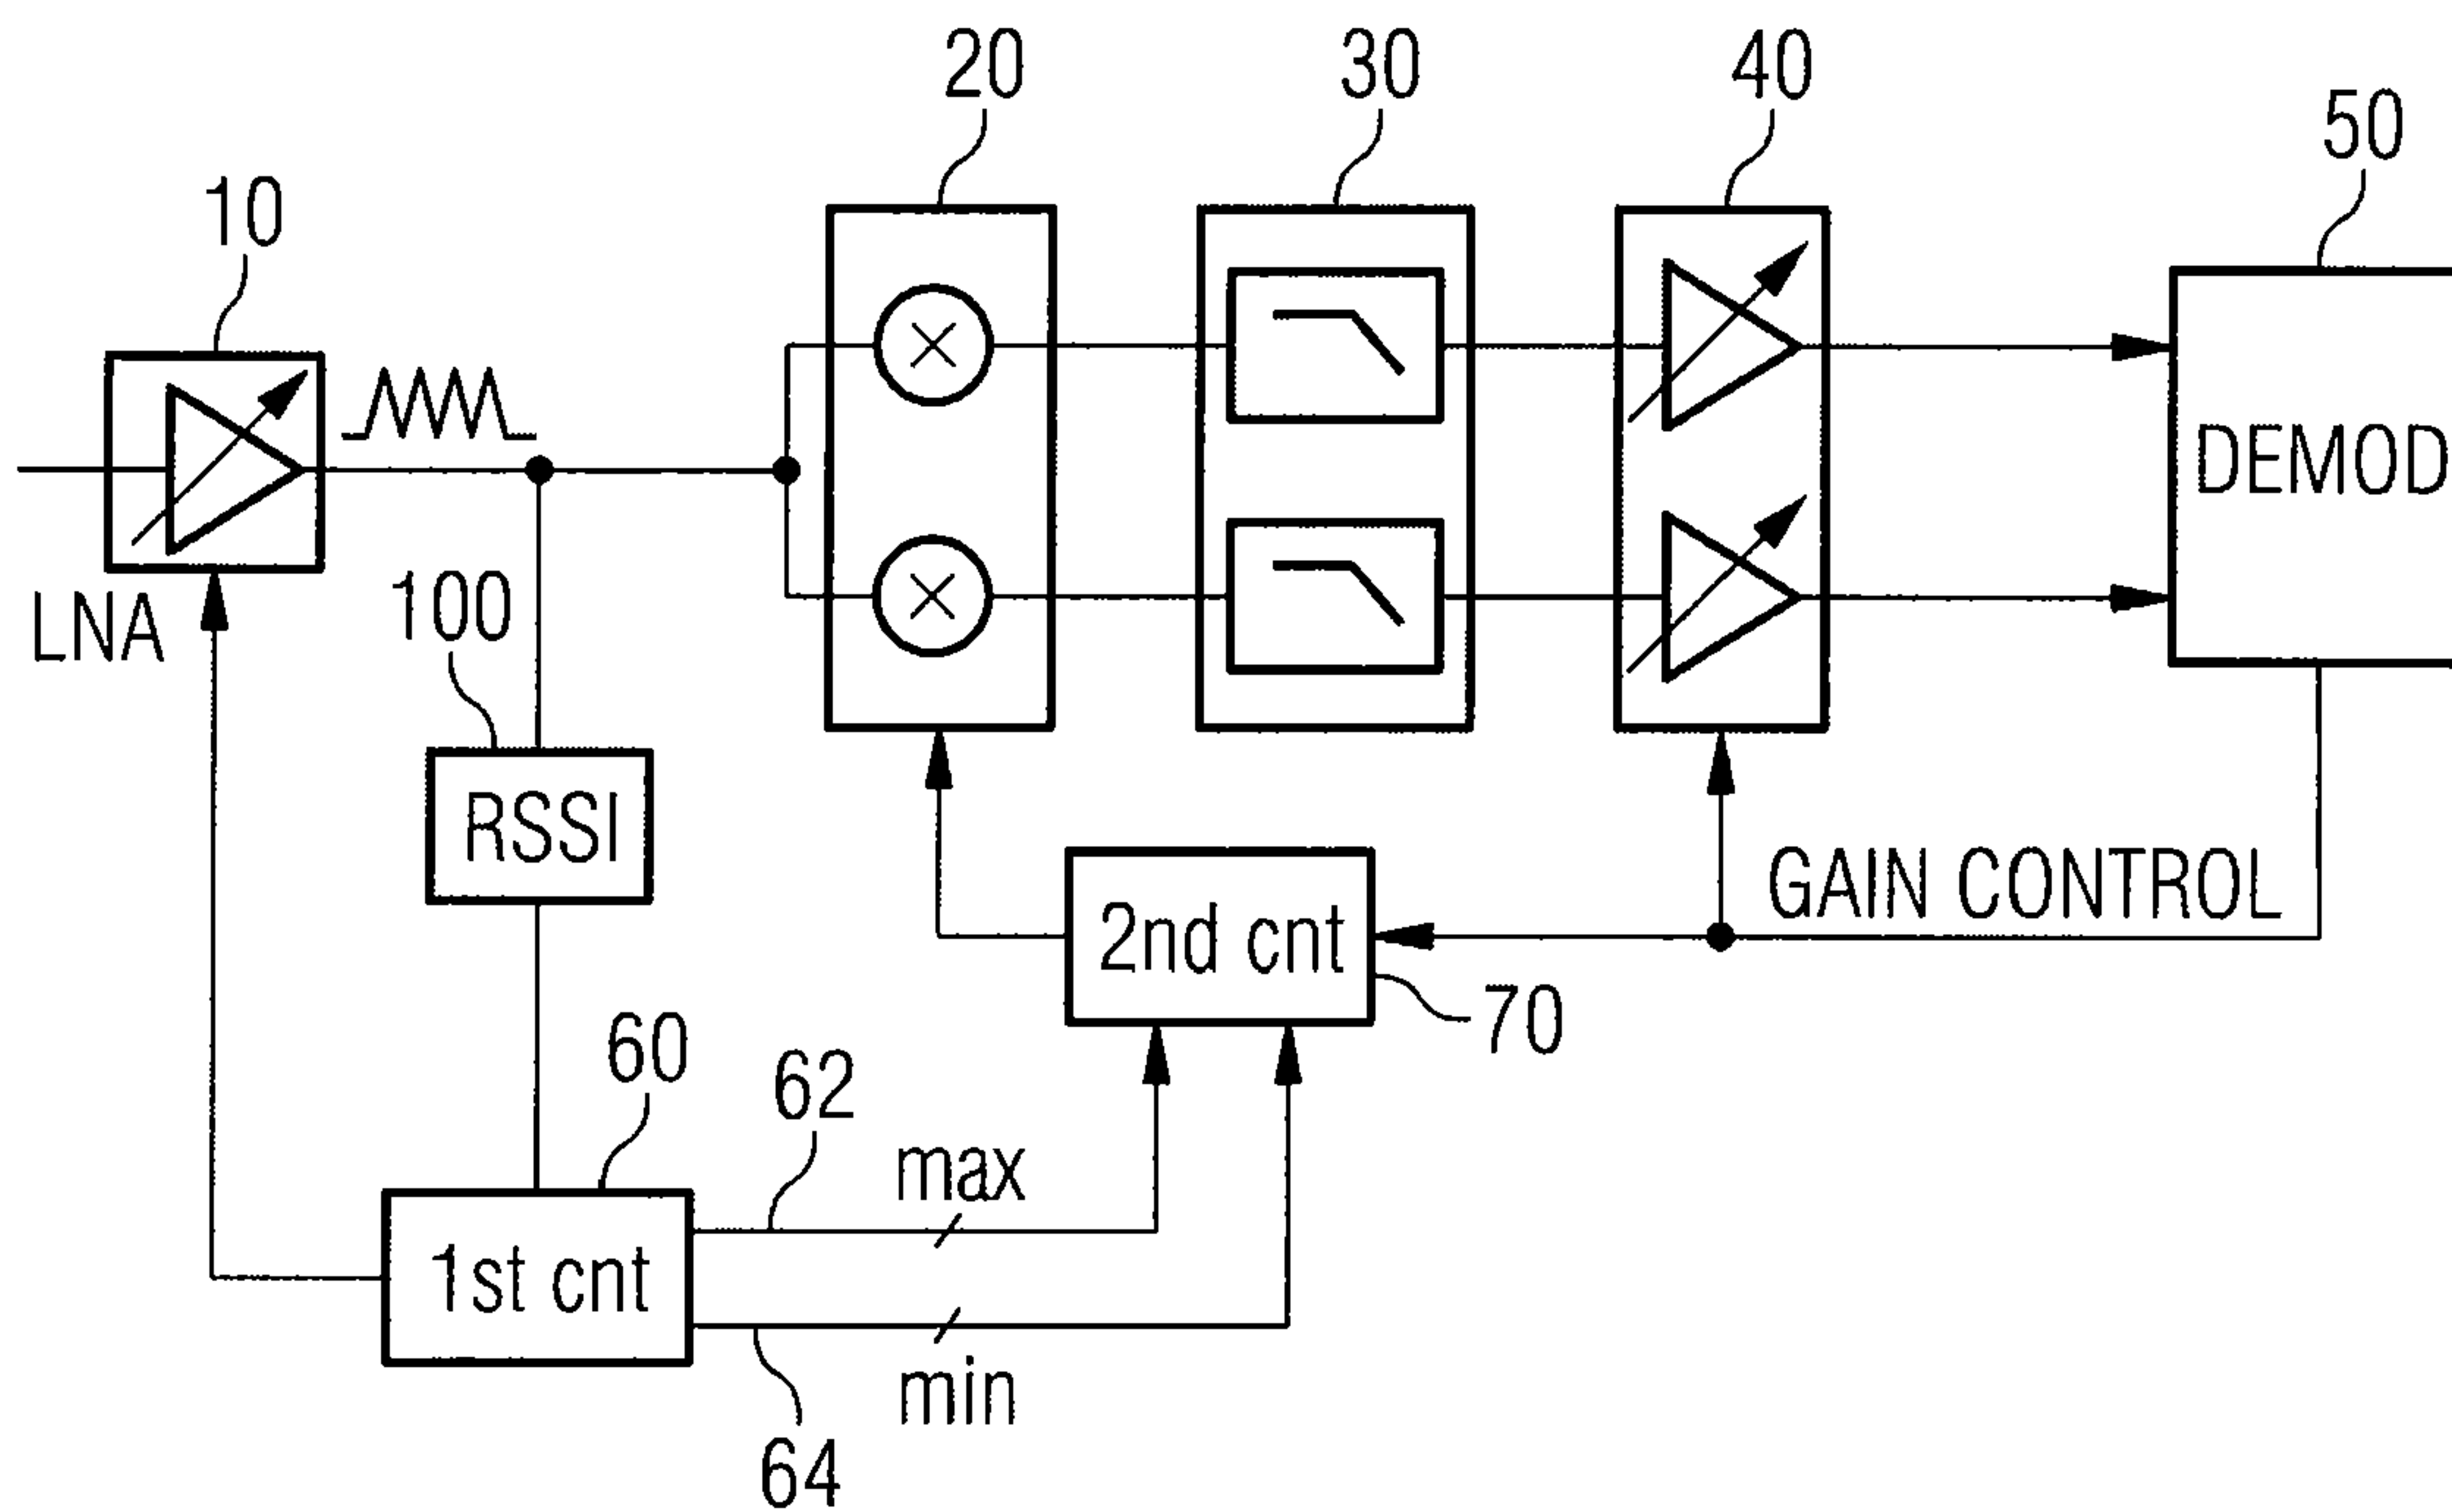 20
30
40
50
10
DEMOD
LNA
100
RSSI
GAIN CONTROL
2nd cnt
70
60
62
max
1st cnt
min
64